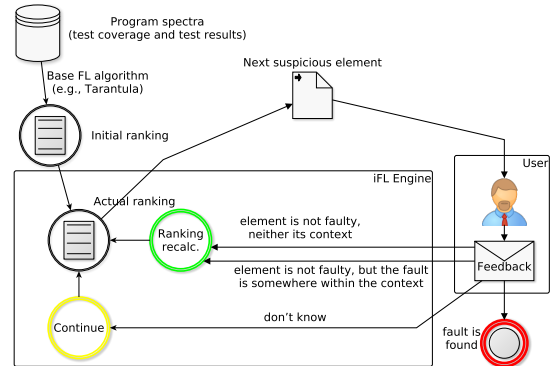 Program spectra
(test coverage and test results)
Base FL algorithm
(e.g., Tarantula)
Next suspicious element
Initial ranking
User
iFL Engine
Actual ranking
Ranking
recalc.
element is not faulty,
neither its context
Feedback
element is not faulty, but the fault
is somewhere within the context
Continue
don't know
fault is
found